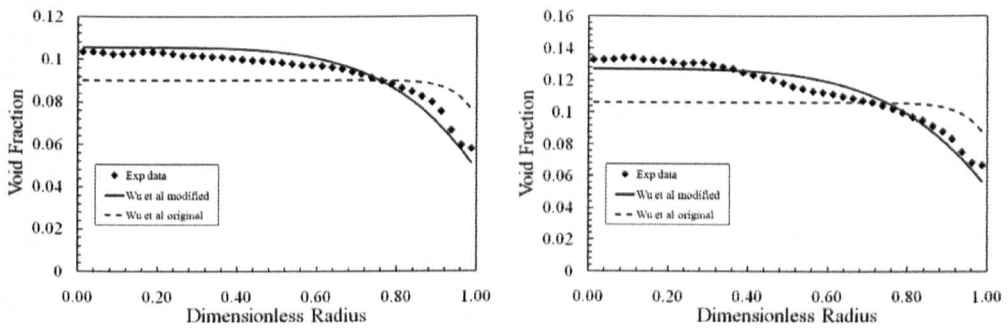 0.12
0.1
0.08
0.06
0.04
0.02
0
Void Fraction
Exp data
Wu et al modified
Wu et al original
0.00 0.20 0.40 0.60 0.80 1.00
Dimensionless Radius
0.16
0.14
0.12
0.1
0.08
0.06
0.04
0.02
0
Void Fraction
Exp data
Wu et al modified
Wu et al original
0.00 0.20 0.40 0.60 0.80 1.00
Dimensionless Radius